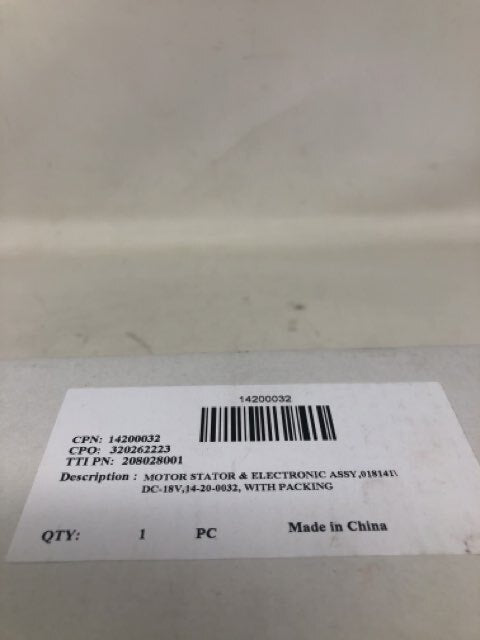 14200032
CPN: 14200032
CPO: 320262223
TTI PN: 208028001
Description : MOTOR STATOR & ELECTRONIC ASSY,
DC-18V,14-20-0032, WITH PACKING
QTY: 1 PC Made in China